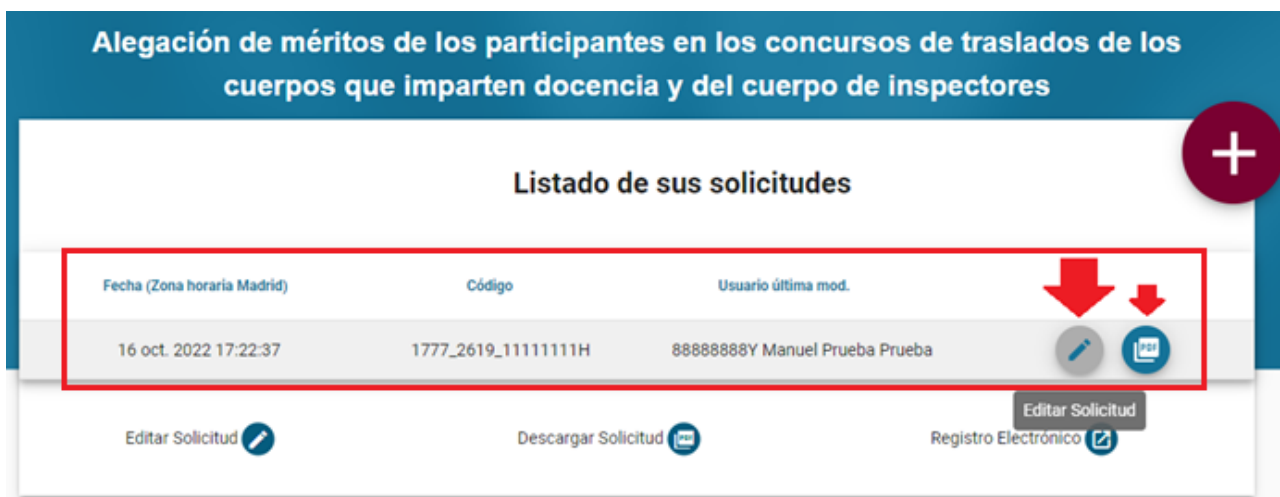 Alegación de méritos de los participantes en los concursos de traslados de los
cuerpos que imparten docencia y del cuerpo de inspectores
+
Listado de sus solicitudes
Fecha (Zona horaria Madrid) Código Usuario última mod.
16 oct. 2022 17:22:37 1777_2619_11111111H 88888888Y Manuel Prueba Prueba PDF
Editar Solicitud
Editar Solicitud Descargar Solicitud PDF Registro Electrónico